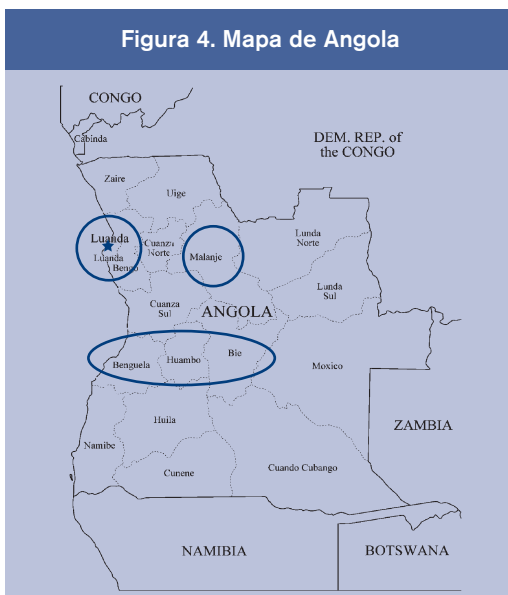 Figura 4. Mapa de Angola
CONGO
Cabinda
DEM. REP. of
the CONGO
Zaire
Uige
Luanda
Luanda
Bengo
Cuanza
Norte
Malanje
Lunda
Norte
Lunda
Sul
Cuanza
Sul
ANGOLA
Benguela
Huambo
Bie
Moxico
Huila
ZAMBIA
Namibe
Cunene
Cuando Cubango
NAMIBIA
BOTSWANA